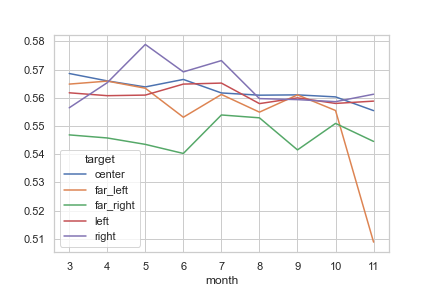 0.58
0.57
0.56
0.55
0.54
0.53
0.52
0.51
target
center
far_left
far_right
left
right
3 4 5 6 7 8 9 10 11
month